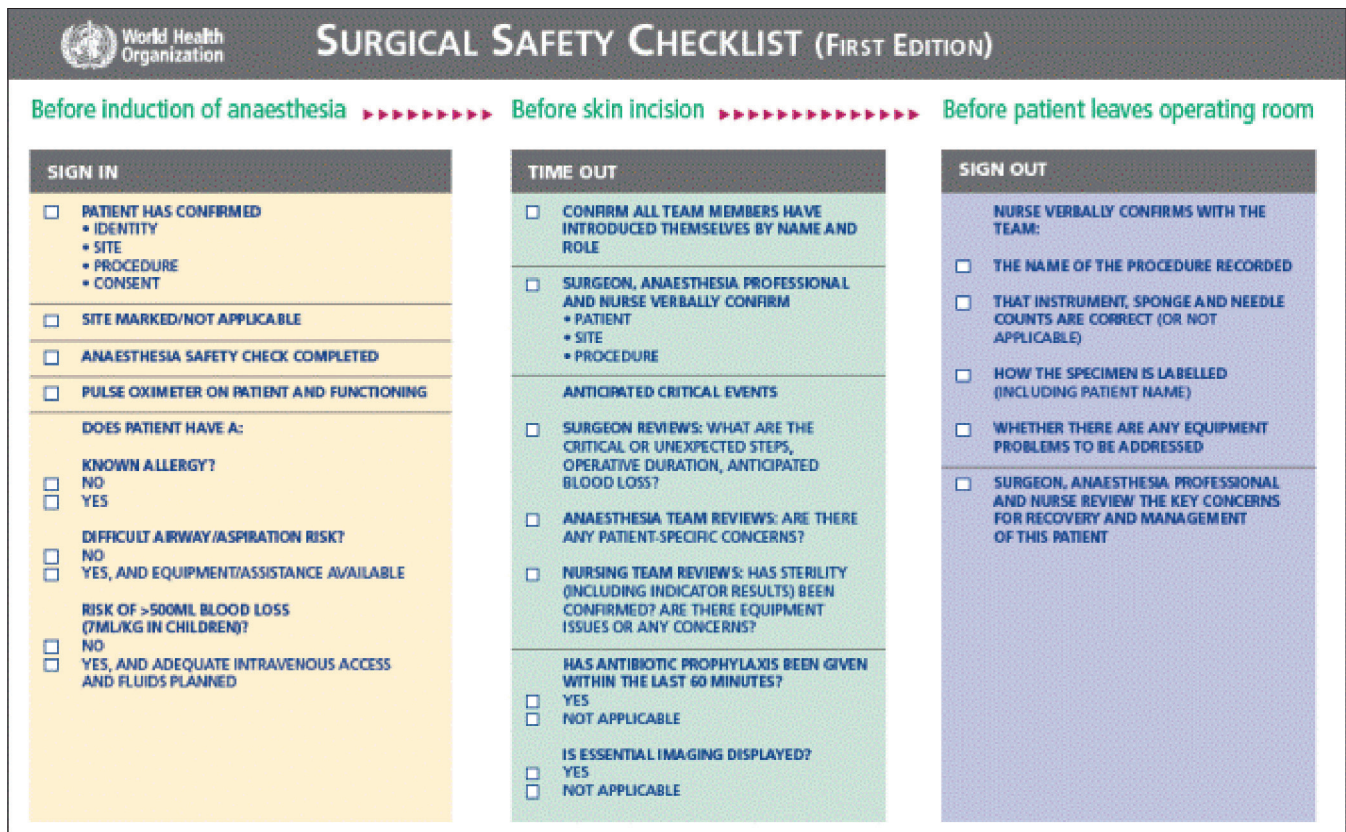 World Health
Organization
SURGICAL SAFETY CHECKLIST (FIRST EDITION)
Before induction of anaesthesia
SIGN IN
PATIENT HAS CONFIRMED
• IDENTITY
• SITE
• PROCEDURE
• CONSENT
SITE MARKED/NOT APPLICABLE
ANAESTHESIA SAFETY CHECK COMPLETED
PULSE OXIMETER ON PATIENT AND FUNCTIONING
DOES PATIENT HAVE A:
KNOWN ALLERGY?
NO
YES
DIFFICULT AIRWAY/ASPIRATION RISK?
NO
YES, AND EQUIPMENT/ASSISTANCE AVAILABLE
RISK OF >500ML BLOOD LOSS
(7ML/KG IN CHILDREN)?
NO
YES, AND ADEQUATE INTRAVENOUS ACCESS
AND FLUIDS PLANNED
Before skin incision
TIME OUT
CONFIRM ALL TEAM MEMBERS HAVE
INTRODUCED THEMSELVES BY NAME AND
ROLE
SURGEON, ANAESTHESIA PROFESSIONAL
AND NURSE VERBALLY CONFIRM
• PATIENT
• SITE
• PROCEDURE
ANTICIPATED CRITICAL EVENTS
SURGEON REVIEWS: WHAT ARE THE
CRITICAL OR UNEXPECTED STEPS,
OPERATIVE DURATION, ANTICIPATED
BLOOD LOSS?
ANAESTHESIA TEAM REVIEWS: ARE THERE
ANY PATIENT-SPECIFIC CONCERNS?
NURSING TEAM REVIEWS: HAS STERILITY
(INCLUDING INDICATOR RESULTS) BEEN
CONFIRMED? ARE THERE EQUIPMENT
ISSUES OR ANY CONCERNS?
HAS ANTIBIOTIC PROPHYLAXIS BEEN GIVEN
WITHIN THE LAST 60 MINUTES?
YES
NOT APPLICABLE
IS ESSENTIAL IMAGING DISPLAYED?
YES
NOT APPLICABLE
Before patient leaves operating room
SIGN OUT
NURSE VERBALLY CONFIRMS WITH THE
TEAM:
THE NAME OF THE PROCEDURE RECORDED
THAT INSTRUMENT, SPONGE AND NEEDLE
COUNTS ARE CORRECT (OR NOT
APPLICABLE)
HOW THE SPECIMEN IS LABELLED
(INCLUDING PATIENT NAME)
WHETHER THERE ARE ANY EQUIPMENT
PROBLEMS TO BE ADDRESSED
SURGEON, ANAESTHESIA PROFESSIONAL
AND NURSE REVIEW THE KEY CONCERNS
FOR RECOVERY AND MANAGEMENT
OF THIS PATIENT